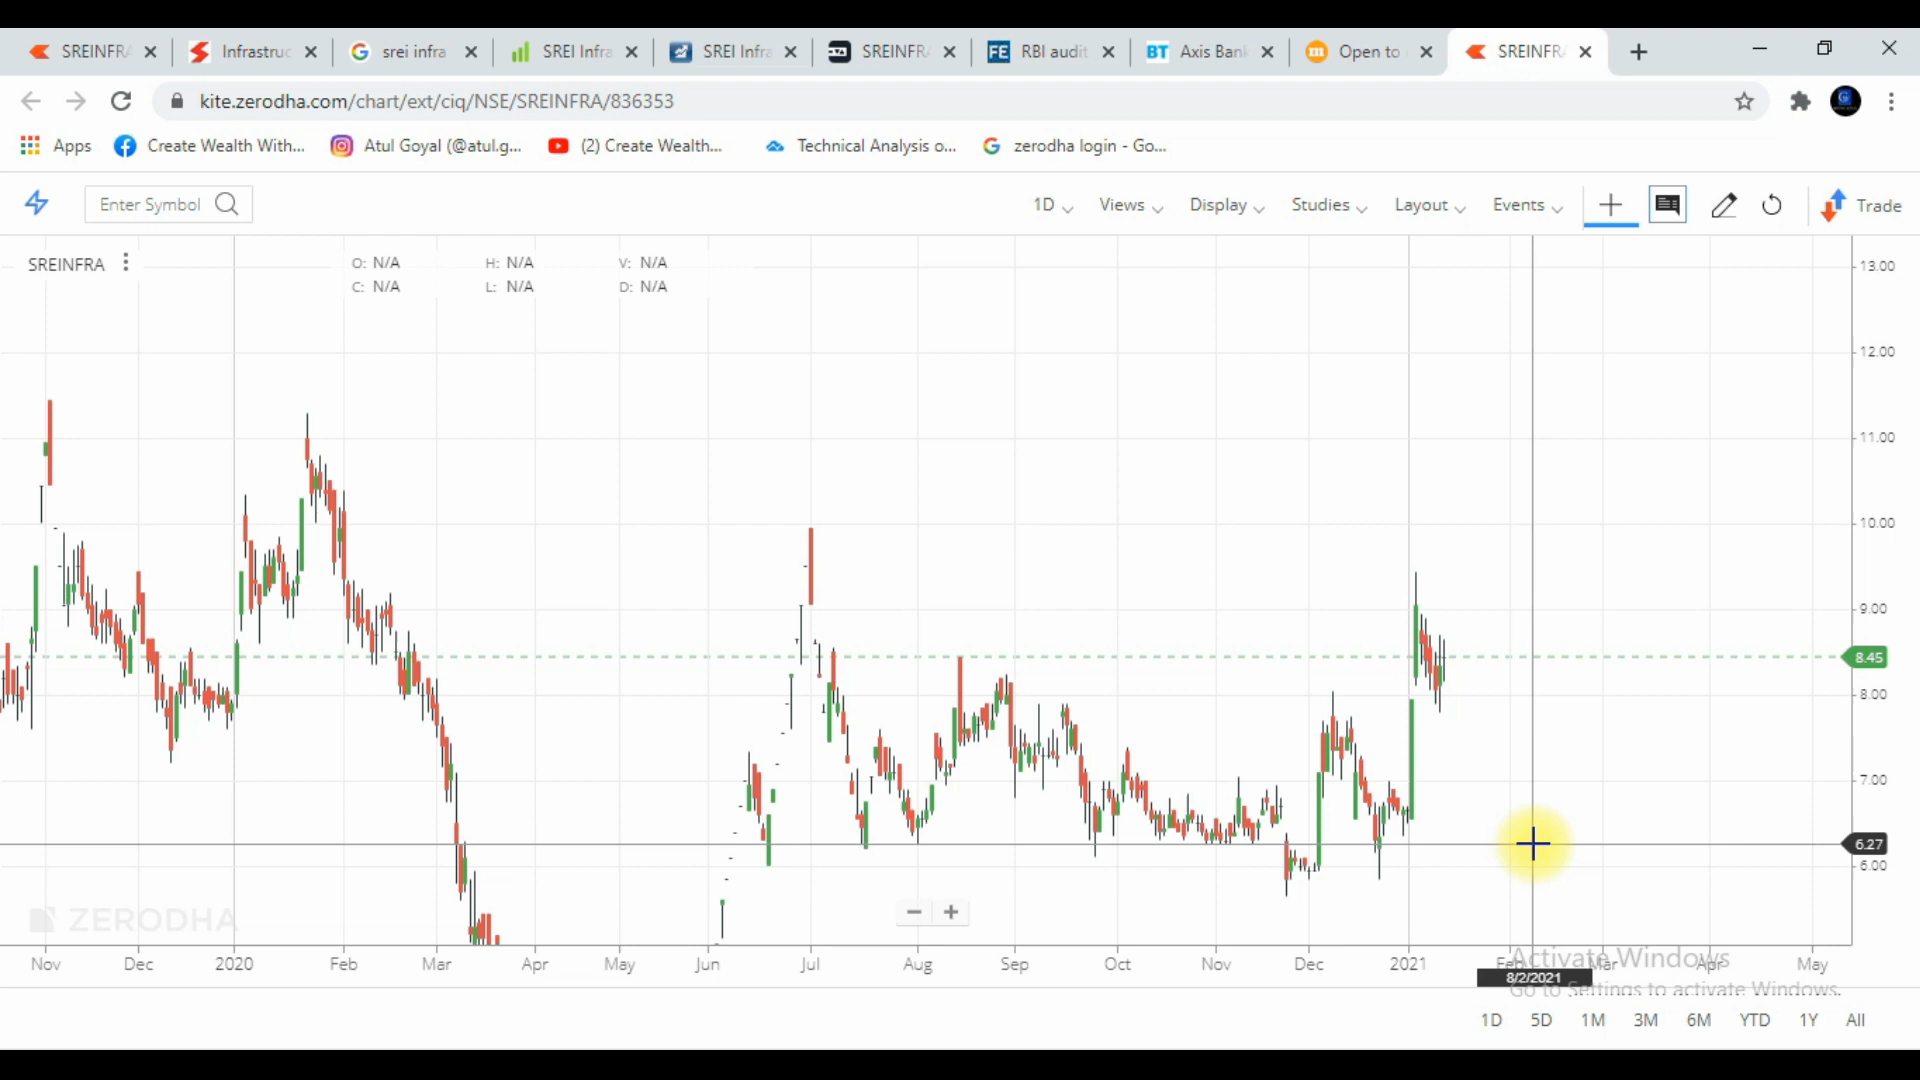 SREINFRA
Infrastruc
srei infra
SREI Infra
SREI Infra
SREINFRA
RBI audit
Axis Bank
Open to
SREINFRA
kite.zerodha.com/chart/ext/ciq/NSE/SREINFRA/836353
Apps
Create Wealth With...
Atul Goyal (@atul.g...
(2) Create Wealth...
Technical Analysis o...
zerodha login - Go...
Enter Symbol
1D
Views
Display
Studies
Layout
Events
Trade
SREINFRA
O: N/A H: N/A V: N/A
C: N/A L: N/A D: N/A
13.00
12.00
11.00
10.00
9.00
8.45
8.00
7.00
6.27
6.00
ZERODHA
Nov Dec 2020 Feb Mar Apr May Jun Jul Aug Sep Oct Nov Dec 2021 Feb Mar Apr May
8/2/2021
Activate Windows
Go to Settings to activate Windows.
1D 5D 1M 3M 6M YTD 1Y All